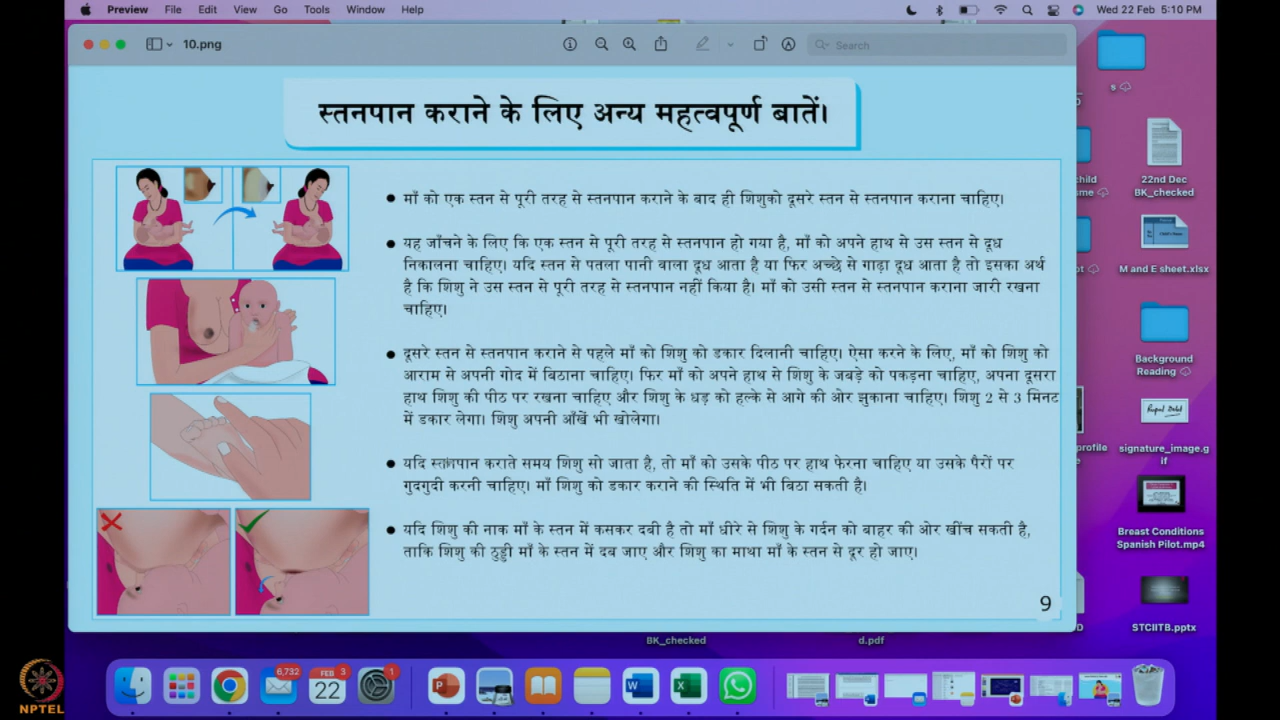 Preview File Edit View Go Tools Window Help Wed 22 Feb 5:10 PM
10.png
Search
स्तनपान कराने के लिए अन्य महत्वपूर्ण बातें।
माँ को एक स्तन से पूरी तरह से स्तनपान कराने के बाद ही शिशुको दूसरे स्तन से स्तनपान कराना चाहिए।
यह जाँचने के लिए कि एक स्तन से पूरी तरह से स्तनपान हो गया है, माँ को अपने हाथ से उस स्तन से दूध
निकालना चाहिए। यदि स्तन से पतला पानी वाला दूध आता है या फिर अच्छे से गाढ़ा दूध आता है तो इसका अर्थ
है कि शिशु ने उस स्तन से पूरी तरह से स्तनपान नहीं किया है। माँ को उसी स्तन से स्तनपान कराना जारी रखना
चाहिए।
दूसरे स्तन से स्तनपान कराने से पहले माँ को शिशु को डकार दिलानी चाहिए। ऐसा करने के लिए, माँ को शिशु को
आराम से अपनी गोद में बिठाना चाहिए। फिर माँ को अपने हाथ से शिशु के जबड़े को पकड़ना चाहिए, अपना दूसरा
हाथ शिशु की पीठ पर रखना चाहिए और शिशु के धड़ को हल्के से आगे की ओर झुकाना चाहिए। शिशु 2 से 3 मिनट
में डकार लेगा। शिशु अपनी आँखें भी खोलेगा।
यदि स्तनपान कराते समय शिशु सो जाता है, तो माँ को उसके पीठ पर हाथ फेरना चाहिए या उसके पैरों पर
गुदगुदी करनी चाहिए। माँ शिशु को डकार कराने की स्थिति में भी बिठा सकती है।
यदि शिशु की नाक माँ के स्तन में कसकर दबी है तो माँ धीरे से शिशु के गर्दन को बाहर की ओर खींच सकती है,
ताकि शिशु की ठुड्डी माँ के स्तन में दब जाए और शिशु का माथा माँ के स्तन से दूर हो जाए।
9
s
22nd Dec
BK_checked
M and E sheet.xlsx
Background
Reading
signature_image.g
if
Breast Conditions
Spanish Pilot.mp4
STCIITB.pptx
BK_checked
d.pdf
6,732
FEB
22
3
1
NPTEL